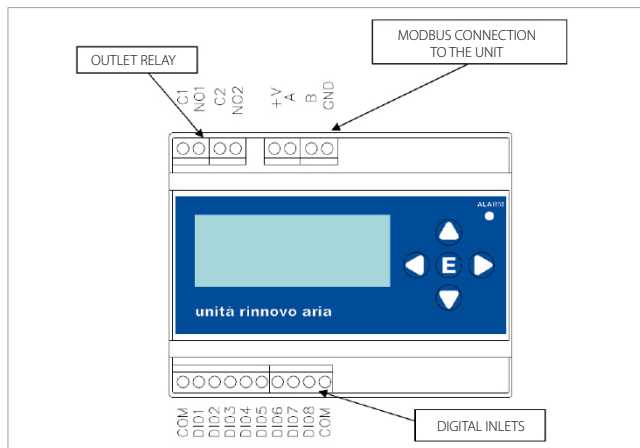 MODBUS CONNECTION
TO THE UNIT
OUTLET RELAY
C1
NO1
C2
NO2
+V
A
B
GND
ALARM
E
unità rinnovo aria
COM
DI01
DI02
DI03
DI04
DI05
DI06
DI07
DI08
COM
DIGITAL INLETS